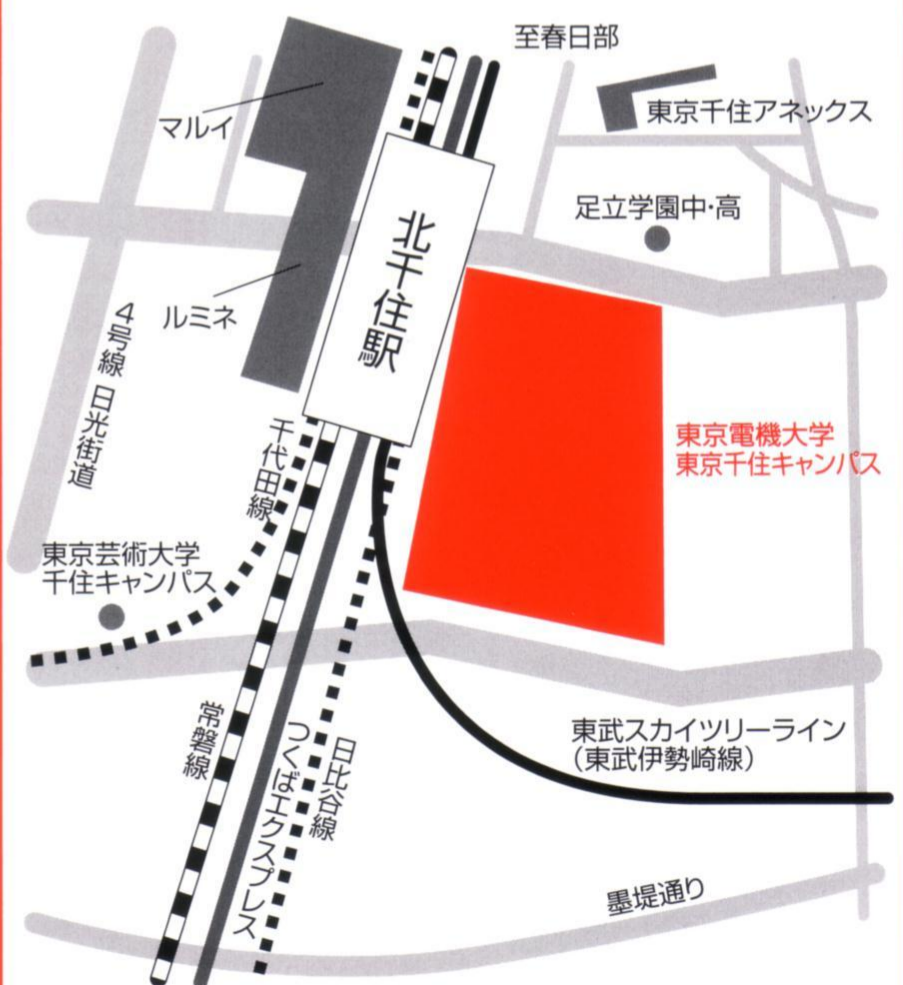 至春日部
東京千住アネックス
マルイ
足立学園中・高
北千住駅
ルミネ
4号線 日光街道
千代田線
東京電機大学
東京千住キャンパス
東京芸術大学
千住キャンパス
常磐線
つくばエクスプレス
日比谷線
東武スカイツリーライン
（東武伊勢崎線）
墨堤通り